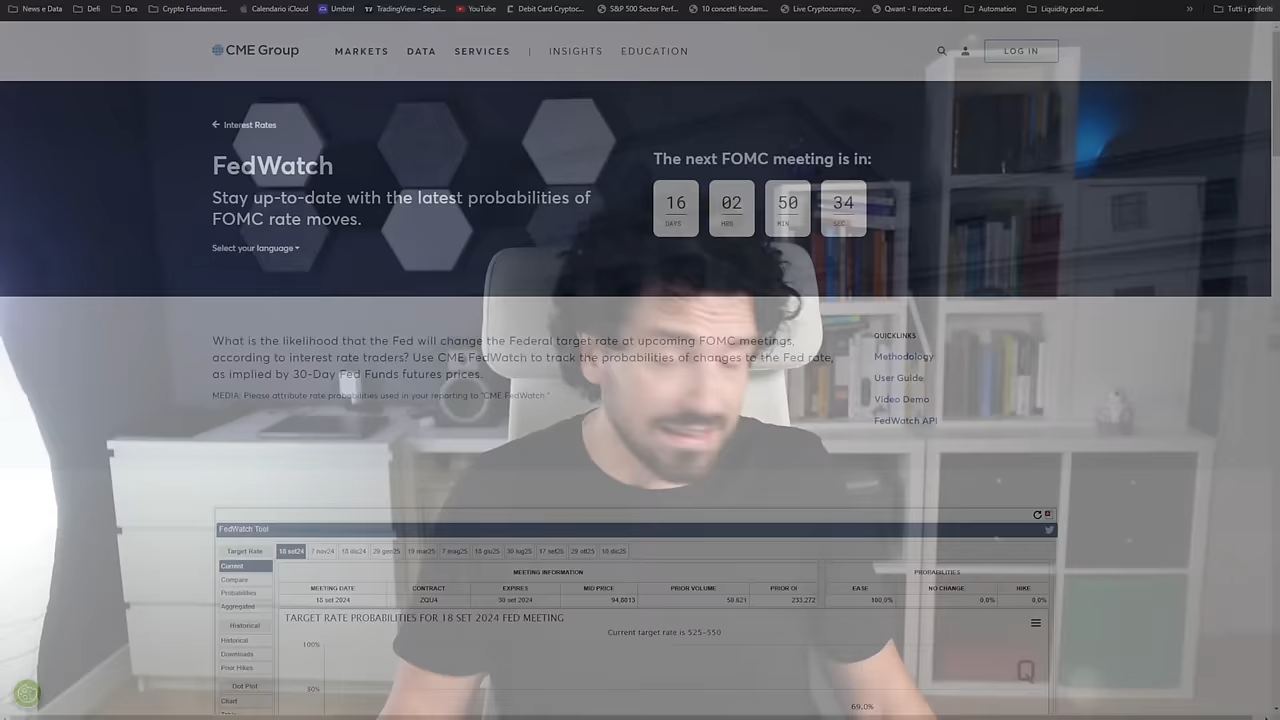 News e Data Defi Dex Crypto Fundament... Calendario iCloud Umbrel TradingView – Segui... YouTube Debit Card Cryptoc... S&P 500 Sector Perf... 10 concetti fondam... Live Cryptocurrency... Qwant - Il motore d... Automation Liquidity pool and... » Tutti i preferiti
CME Group MARKETS DATA SERVICES | INSIGHTS EDUCATION LOG IN
Interest Rates
FedWatch
Stay up-to-date with the latest probabilities of
FOMC rate moves.
Select your language
The next FOMC meeting is in:
16 02 50 34
DAYS HRS MIN SEC
What is the likelihood that the Fed will change the Federal target rate at upcoming FOMC meetings,
according to interest rate traders? Use CME FedWatch to track the probabilities of changes to the Fed rate,
as implied by 30-Day Fed Funds futures prices.
MEDIA: Please attribute rate probabilities used in your reporting to "CME FedWatch."
QUICKLINKS
Methodology
User Guide
Video Demo
FedWatch API
FedWatch Tool
Target Rate
Current
Compare
Probabilities
Aggregated
Historical
Historical
Downloads
Prior Hikes
Dot Plot
Chart
18 set24 7 nov24 18 dic24 29 gen25 19 mar25 7 mag25 18 giu25 30 lug25 17 set25 29 ott25 10 dic25
MEETING INFORMATION PROBABILITIES
MEETING DATE CONTRACT EXPIRES MID PRICE PRIOR VOLUME PRIOR OI EASE NO CHANGE HIKE
18 set 2024 ZQU4 30 set 2024 94,8013 50.621 233.272 100,0% 0,0% 0,0%
TARGET RATE PROBABILITIES FOR 18 SET 2024 FED MEETING
Current target rate is 525–550
100%
80%
69.0%
Q